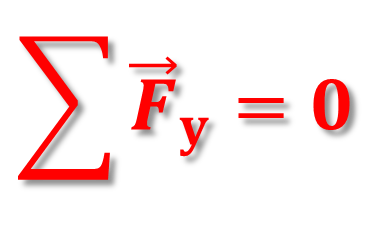 ∑ F⃗y = 0